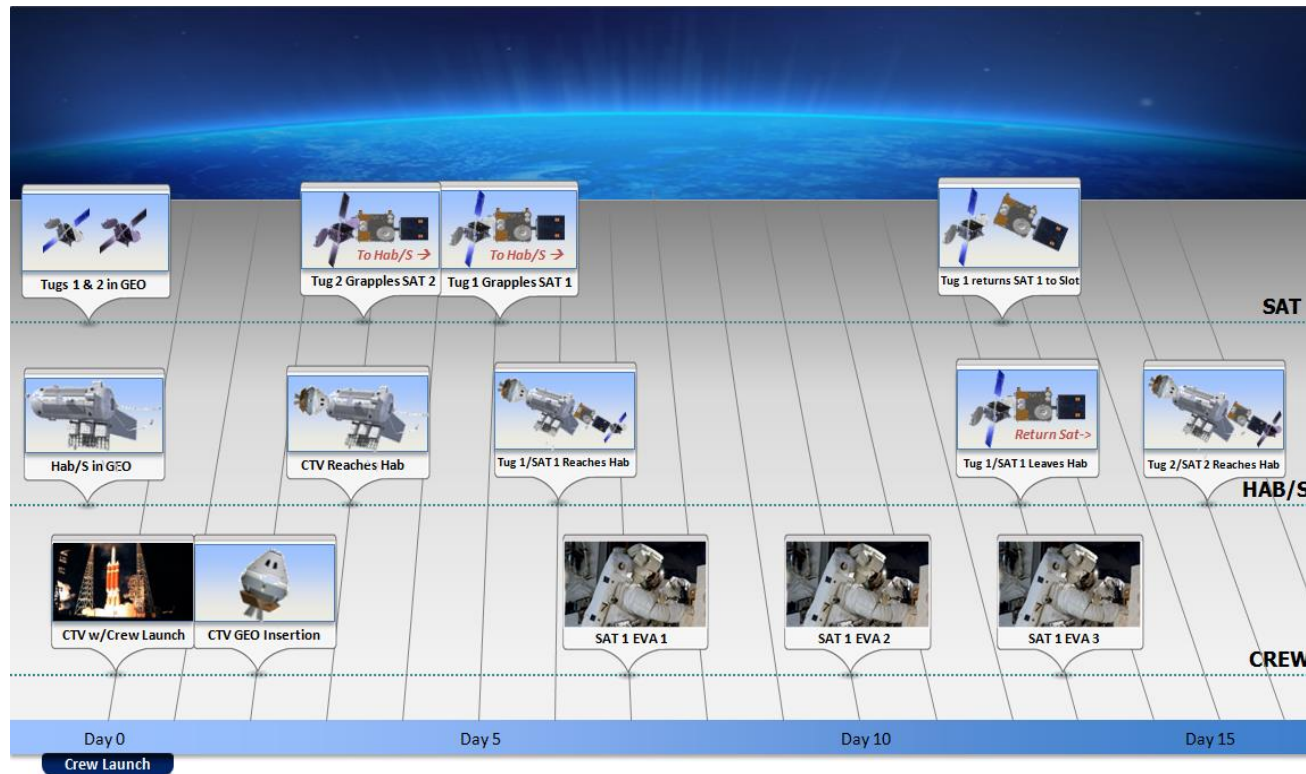 To Hab/S →
To Hab/S →
Tugs 1 & 2 in GEO
Tug 2 Grapples SAT 2
Tug 1 Grapples SAT 1
Tug 1 returns SAT 1 to Slot
SAT
Return Sat->
Hab/S in GEO
CTV Reaches Hab
Tug 1/SAT 1 Reaches Hab
Tug 1/SAT 1 Leaves Hab
Tug 2/SAT 2 Reaches Hab
HAB/S
CTV w/Crew Launch
CTV GEO Insertion
SAT 1 EVA 1
SAT 1 EVA 2
SAT 1 EVA 3
CREW
Day 0
Day 5
Day 10
Day 15
Crew Launch